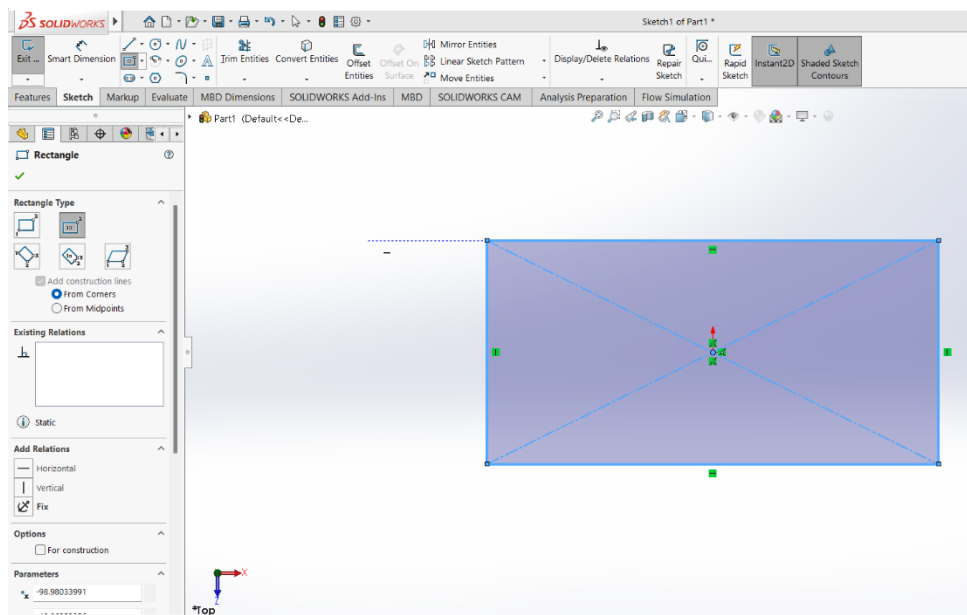 SOLIDWORKS
Sketch1 of Part1 *
Exit ...
Smart Dimension
Trim Entities
Convert Entities
Offset Entities
Offset On Surface
Mirror Entities
Linear Sketch Pattern
Move Entities
Display/Delete Relations
Repair Sketch
Qui...
Rapid Sketch
Instant2D
Shaded Sketch Contours
Features Sketch Markup Evaluate MBD Dimensions SOLIDWORKS Add-Ins MBD SOLIDWORKS CAM Analysis Preparation Flow Simulation
Part1 (Default<<De...
Rectangle
Rectangle Type
Add construction lines
From Corners
From Midpoints
Existing Relations
Static
Add Relations
Horizontal
Vertical
Fix
Options
For construction
Parameters
-98.98033991
X
Z
*Top